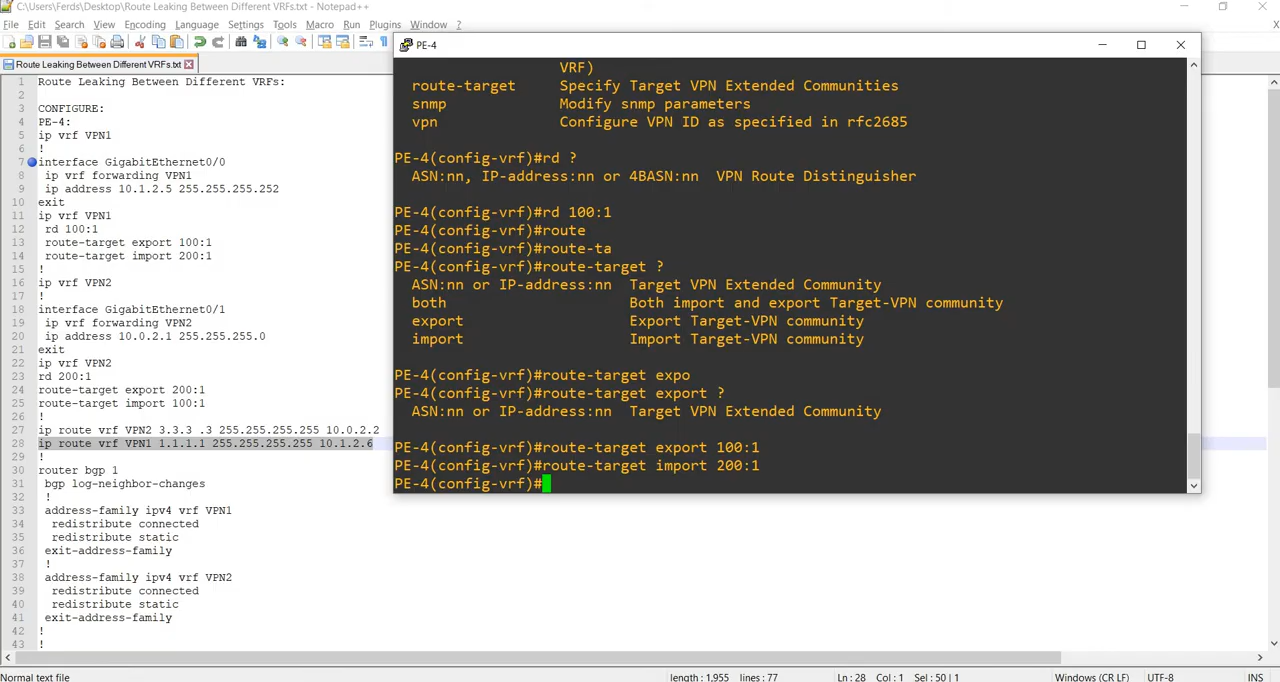 C:\Users\Ferds\Desktop\Route Leaking Between Different VRFs.txt - Notepad++
File Edit Search View Encoding Language Settings Tools Macro Run Plugins Window ?
Route Leaking Between Different VRFs.txt
1 Route Leaking Between Different VRFs:
2
3 CONFIGURE:
4 PE-4:
5 ip vrf VPN1
6 !
7 interface GigabitEthernet0/0
8 ip vrf forwarding VPN1
9 ip address 10.1.2.5 255.255.255.252
10 exit
11 ip vrf VPN1
12 rd 100:1
13 route-target export 100:1
14 route-target import 200:1
15 !
16 ip vrf VPN2
17 !
18 interface GigabitEthernet0/1
19 ip vrf forwarding VPN2
20 ip address 10.0.2.1 255.255.255.0
21 exit
22 ip vrf VPN2
23 rd 200:1
24 route-target export 200:1
25 route-target import 100:1
26 !
27 ip route vrf VPN2 3.3.3 .3 255.255.255.255 10.0.2.2
28 ip route vrf VPN1 1.1.1.1 255.255.255.255 10.1.2.6
29 !
30 router bgp 1
31 bgp log-neighbor-changes
32 !
33 address-family ipv4 vrf VPN1
34 redistribute connected
35 redistribute static
36 exit-address-family
37 !
38 address-family ipv4 vrf VPN2
39 redistribute connected
40 redistribute static
41 exit-address-family
42 !
43 !
PE-4
VRF)
route-target Specify Target VPN Extended Communities
snmp Modify snmp parameters
vpn Configure VPN ID as specified in rfc2685
PE-4(config-vrf)#rd ?
ASN:nn, IP-address:nn or 4BASN:nn VPN Route Distinguisher
PE-4(config-vrf)#rd 100:1
PE-4(config-vrf)#route
PE-4(config-vrf)#route-ta
PE-4(config-vrf)#route-target ?
ASN:nn or IP-address:nn Target VPN Extended Community
both Both import and export Target-VPN community
export Export Target-VPN community
import Import Target-VPN community
PE-4(config-vrf)#route-target expo
PE-4(config-vrf)#route-target export ?
ASN:nn or IP-address:nn Target VPN Extended Community
PE-4(config-vrf)#route-target export 100:1
PE-4(config-vrf)#route-target import 200:1
PE-4(config-vrf)#
Normal text file length : 1,955 lines : 77 Ln : 28 Col : 1 Sel : 50 | 1 Windows (CR LF) UTF-8 INS